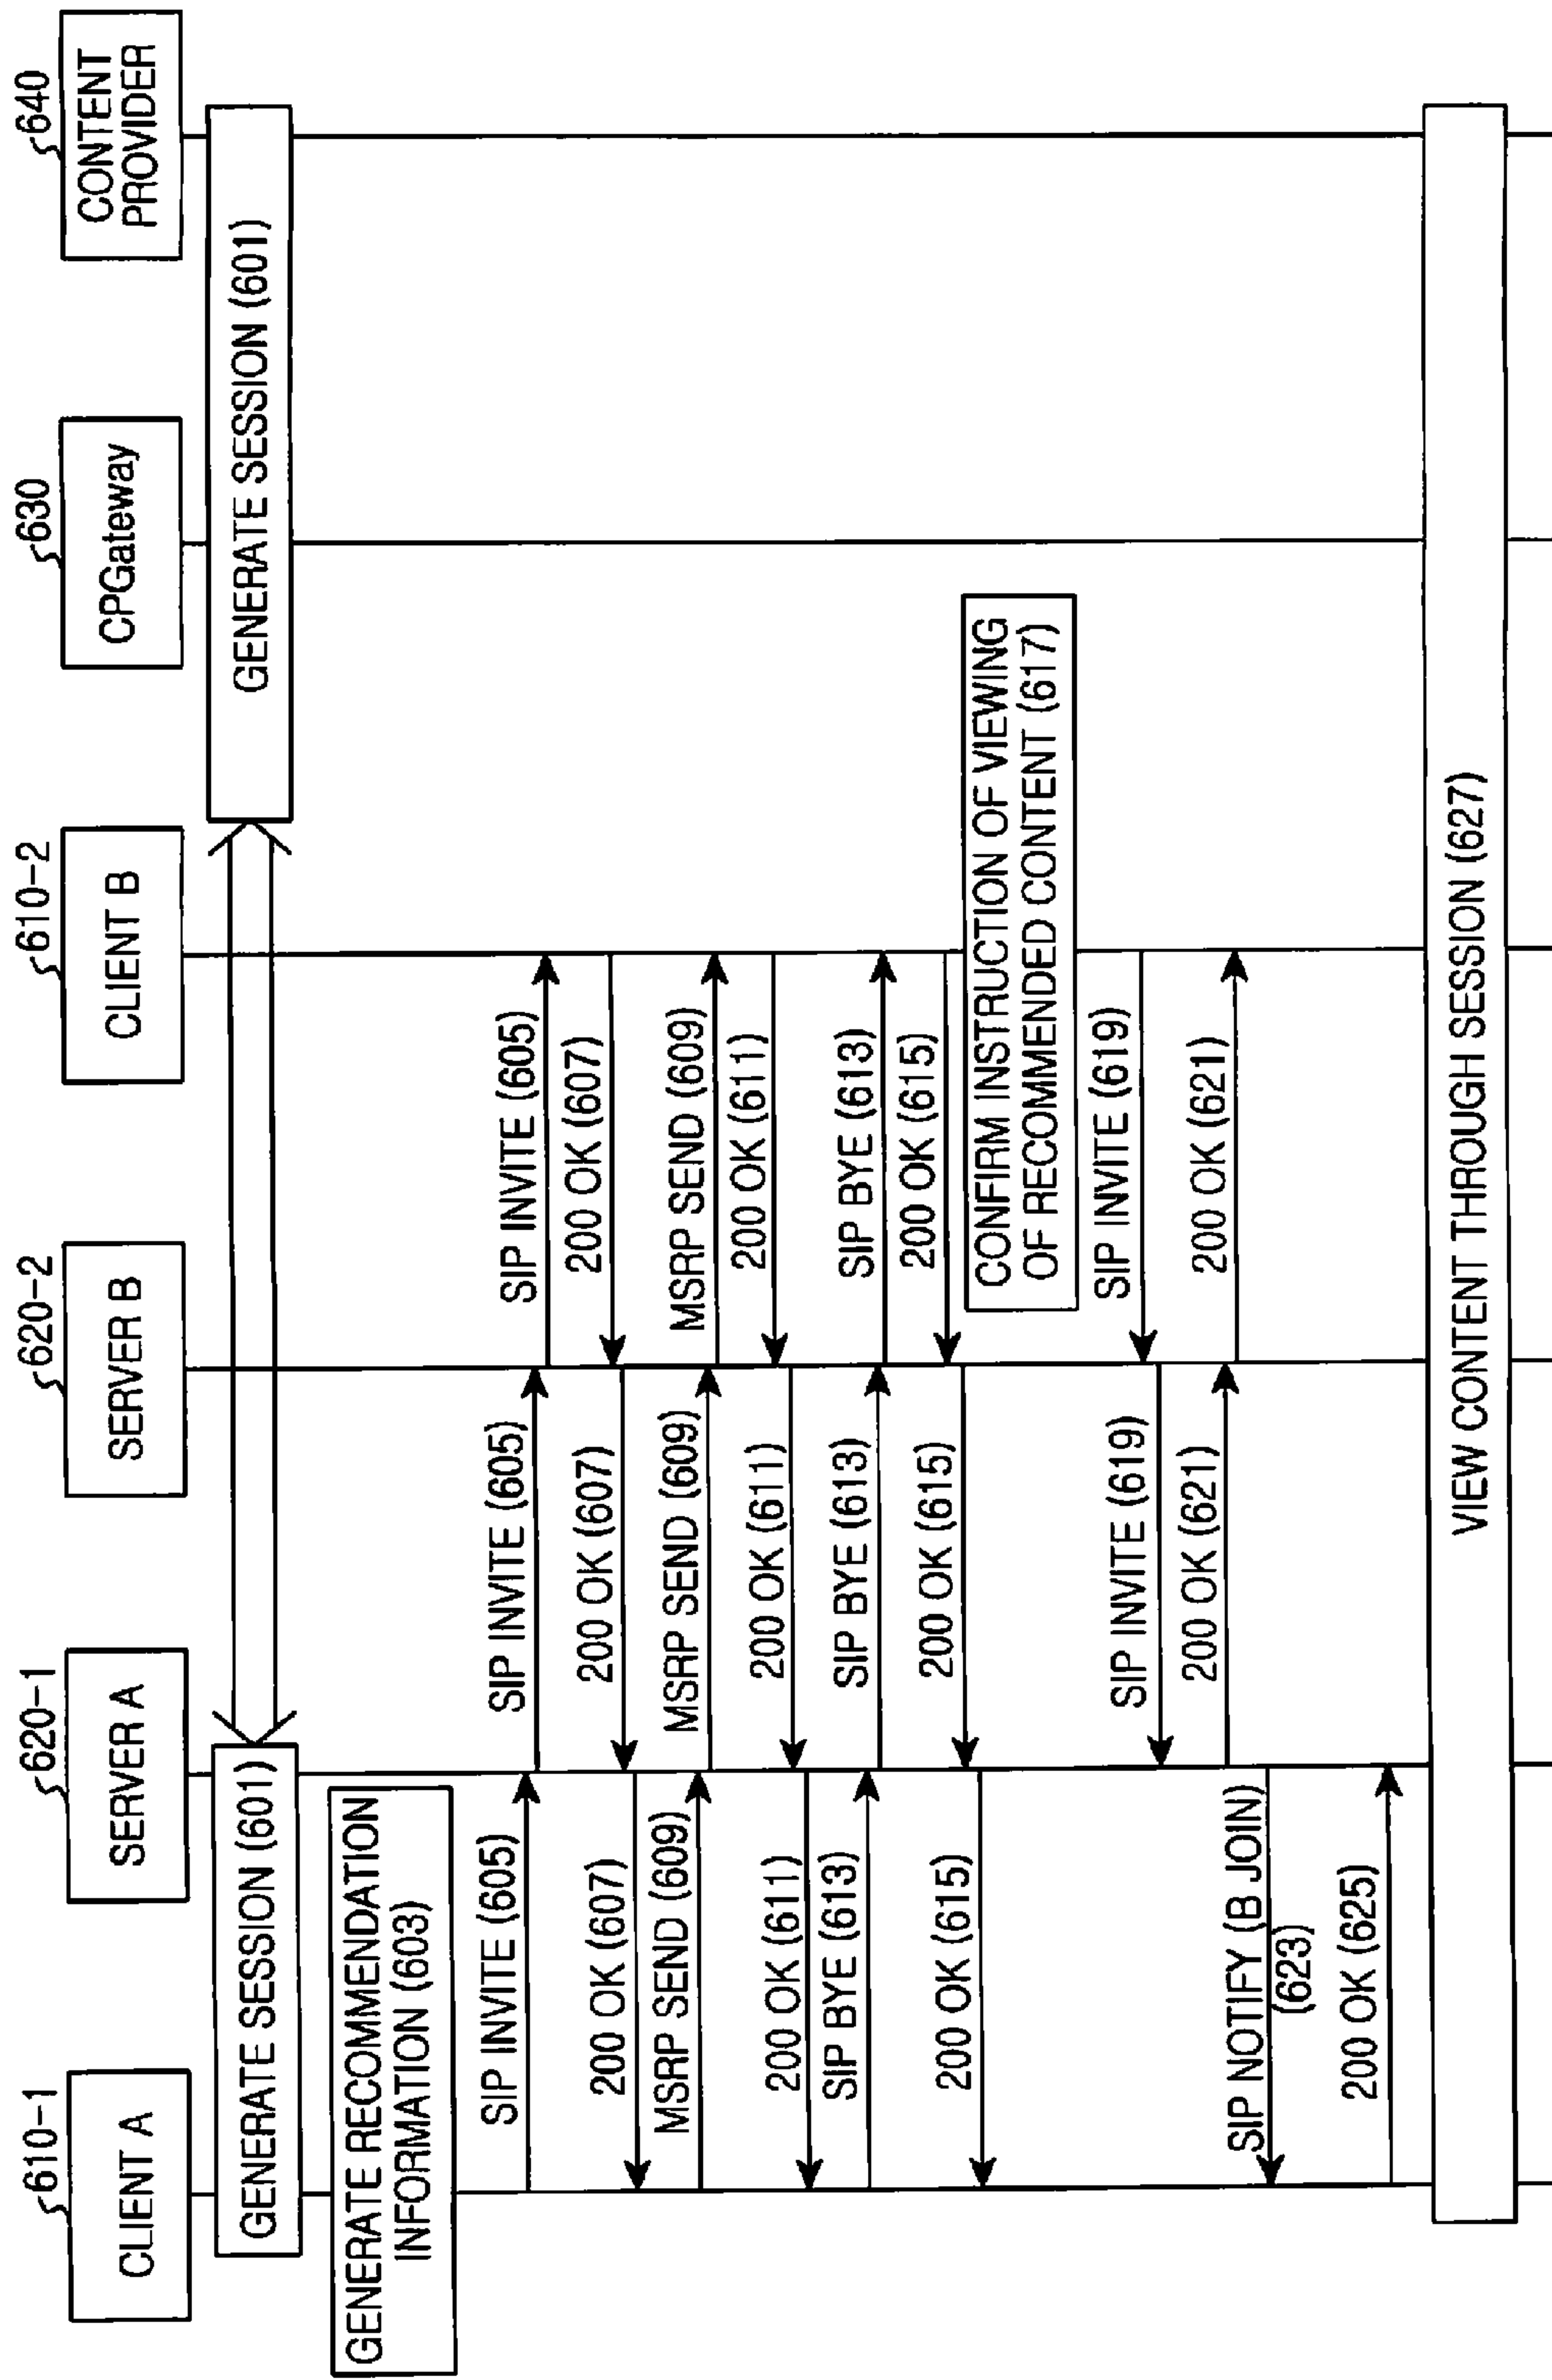 610-1
620-1
620-2
610-2
630
640
CLIENT A
SERVER A
SERVER B
CLIENT B
CPGateway
CONTENT
PROVIDER
GENERATE SESSION (601)
GENERATE SESSION (601)
GENERATE RECOMMENDATION
INFORMATION (603)
SIP INVITE (605)
SIP INVITE (605)
SIP INVITE (605)
200 OK (607)
200 OK (607)
200 OK (607)
MSRP SEND (609)
MSRP SEND (609)
MSRP SEND (609)
200 OK (611)
200 OK (611)
200 OK (611)
SIP BYE (613)
SIP BYE (613)
SIP BYE (613)
200 OK (615)
200 OK (615)
200 OK (615)
CONFIRM INSTRUCTION OF VIEWING
OF RECOMMENDED CONTENT (617)
SIP INVITE (619)
SIP INVITE (619)
200 OK (621)
200 OK (621)
SIP NOTIFY (B JOIN)
(623)
200 OK (625)
VIEW CONTENT THROUGH SESSION (627)